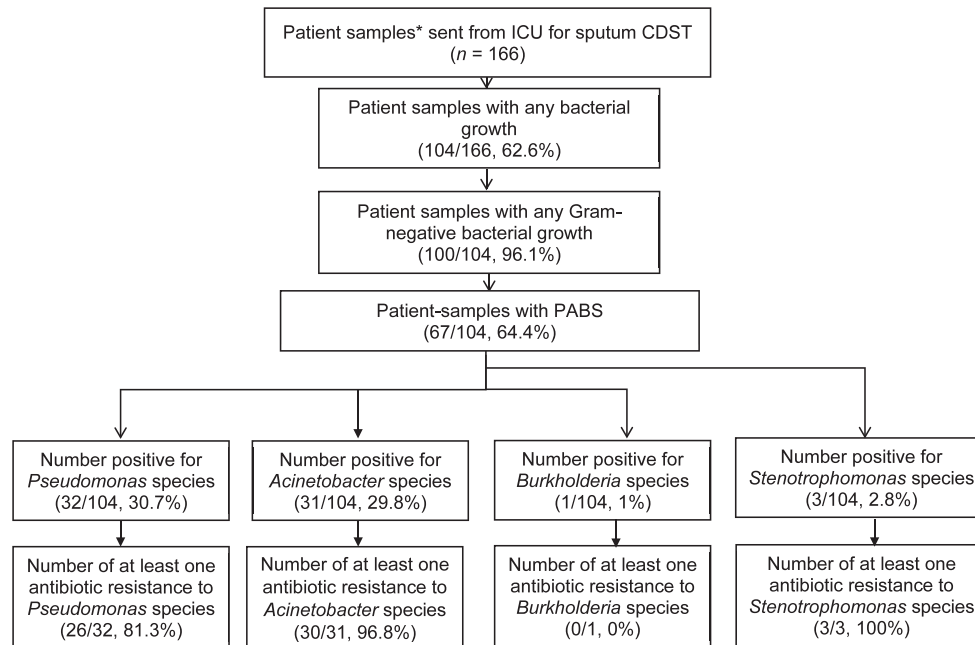 Patient samples* sent from ICU for sputum CDST
(n = 166)
Patient samples with any bacterial
growth
(104/166, 62.6%)
Patient samples with any Gram-
negative bacterial growth
(100/104, 96.1%)
Patient-samples with PABS
(67/104, 64.4%)
Number positive for
Pseudomonas species
(32/104, 30.7%)
Number positive for
Acinetobacter species
(31/104, 29.8%)
Number positive for
Burkholderia species
(1/104, 1%)
Number positive for
Stenotrophomonas species
(3/104, 2.8%)
Number of at least one
antibiotic resistance to
Pseudomonas species
(26/32, 81.3%)
Number of at least one
antibiotic resistance to
Acinetobacter species
(30/31, 96.8%)
Number of at least one
antibiotic resistance to
Burkholderia species
(0/1, 0%)
Number of at least one
antibiotic resistance to
Stenotrophomonas species
(3/3, 100%)